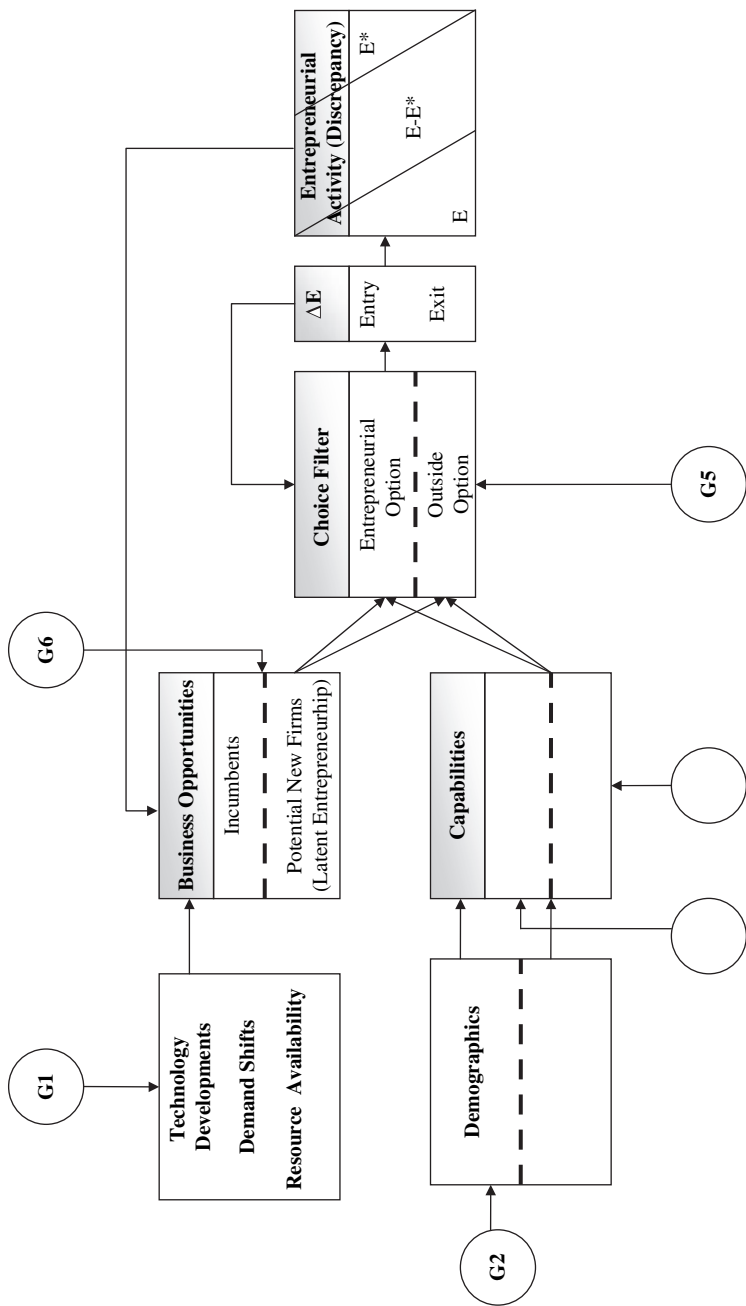 G1
Technology
Developments
Demand Shifts
Resource Availability
G2
Demographics
G6
Business Opportunities
Incumbents
Potential New Firms
(Latent Entrepreneurhip)
Capabilities
Choice Filter
Entrepreneurial
Option
Outside
Option
G5
ΔE
Entry
Exit
Entrepreneurial
Activity (Discrepancy)
E*
E-E*
E